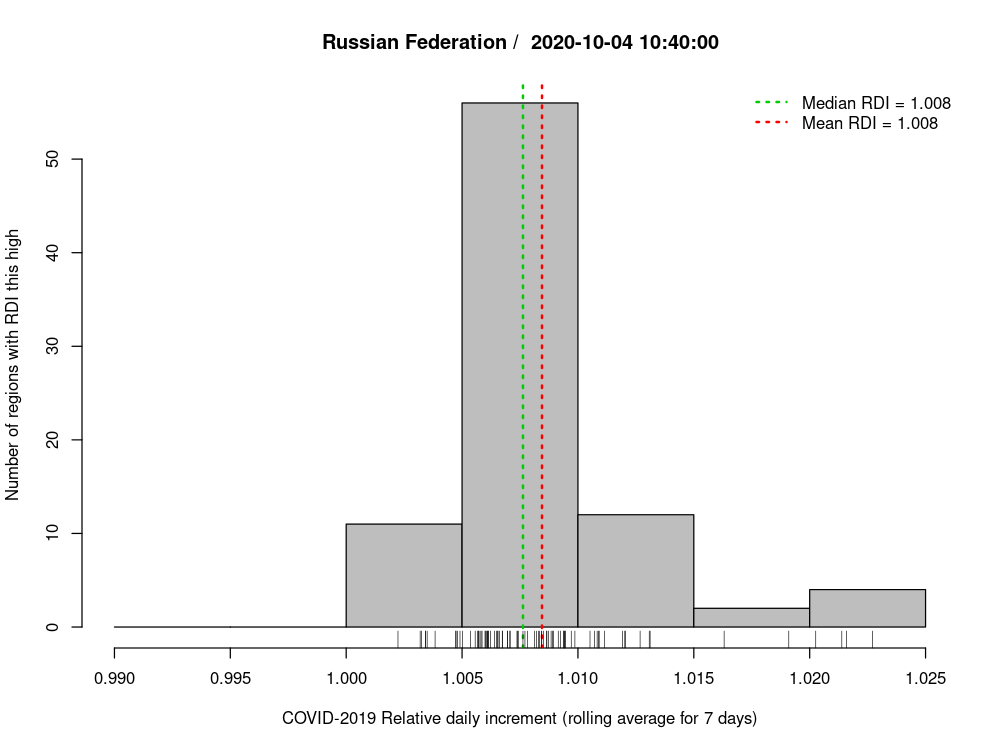 Russian Federation /  2020-10-04 10:40:00
Median RDI = 1.008
Mean RDI = 1.008
Number of regions with RDI this high
50
40
30
20
10
0
0.990 0.995 1.000 1.005 1.010 1.015 1.020 1.025
COVID-2019 Relative daily increment (rolling average for 7 days)